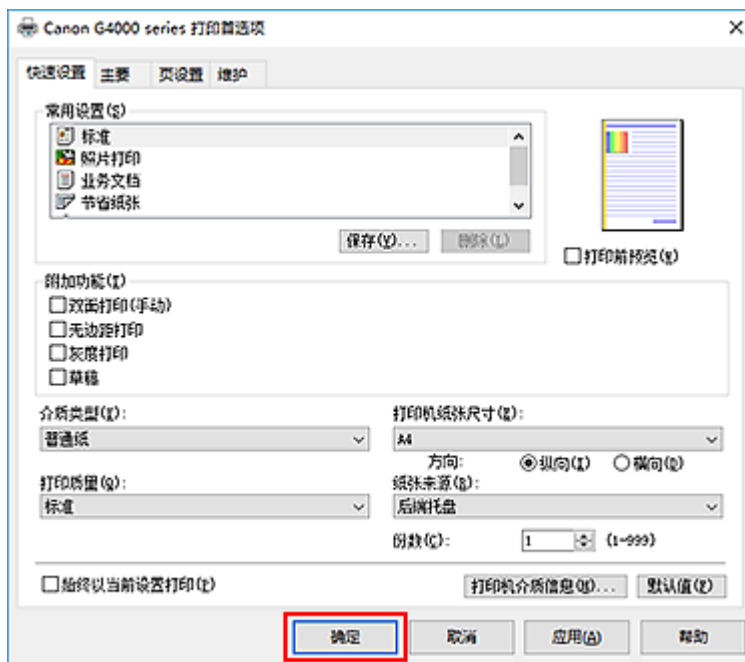 Canon G4000 series 打印首选项
快速设置 主要 页设置 维护
常用设置(S)
标准
照片打印
业务文档
节省纸张
保存(V)... 删除(L)
打印前预览(W)
附加功能(I)
双面打印(手动)
无边距打印
灰度打印
草稿
介质类型(X): 打印机纸张尺寸(Z):
普通纸 A4
方向: 纵向(I) 横向(D)
打印质量(Q): 纸张来源(B):
标准 后端托盘
份数(C): 1 (1-999)
始终以当前设置打印(P)
打印机介质信息(M)... 默认值(F)
确定 取消 应用(A) 帮助